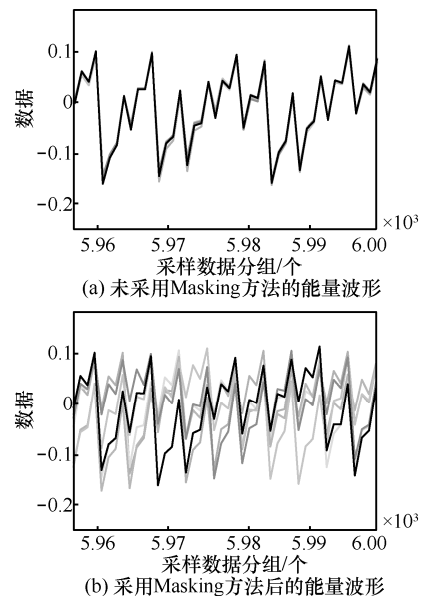 0.1
0
−0.1
−0.2
数据
×10³
5.96 5.97 5.98 5.99 6.00
采样数据分组/个
(a) 未采用Masking方法的能量波形
0.1
0
−0.1
−0.2
数据
×10³
5.96 5.97 5.98 5.99 6.00
采样数据分组/个
(b) 采用Masking方法后的能量波形